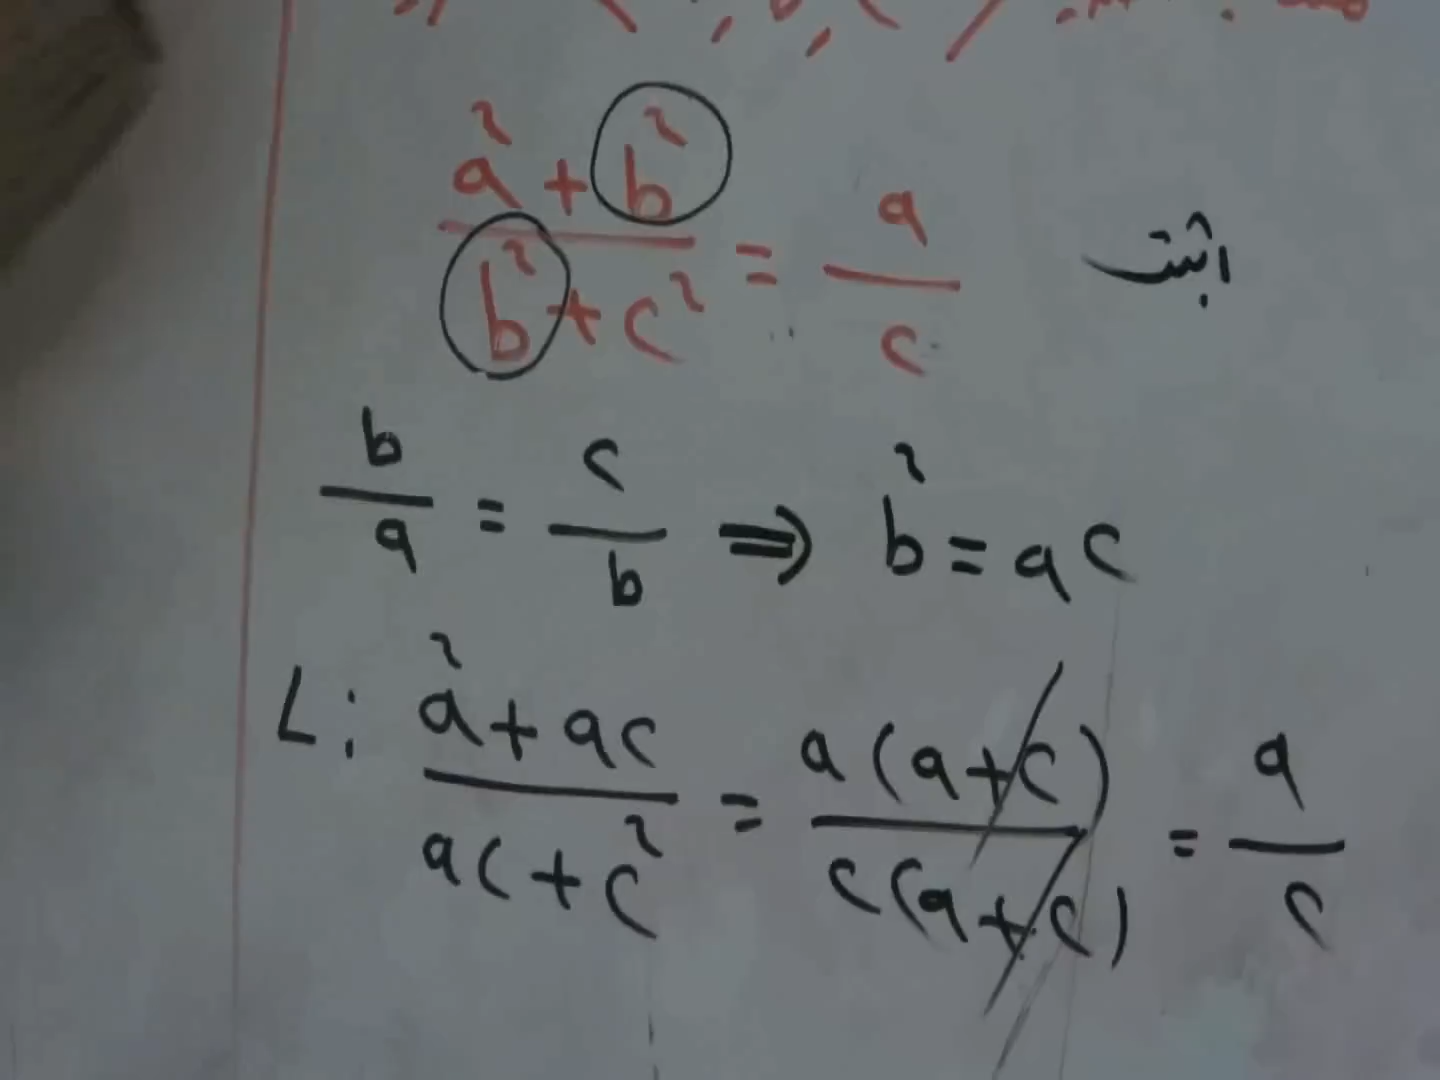 (a² + b²) / (b² + c²) = a / c اثبت
b / a = c / b ⇒ b² = ac
L: (a² + ac) / (ac + c²) = a(a+c) / c(a+c) = a / c